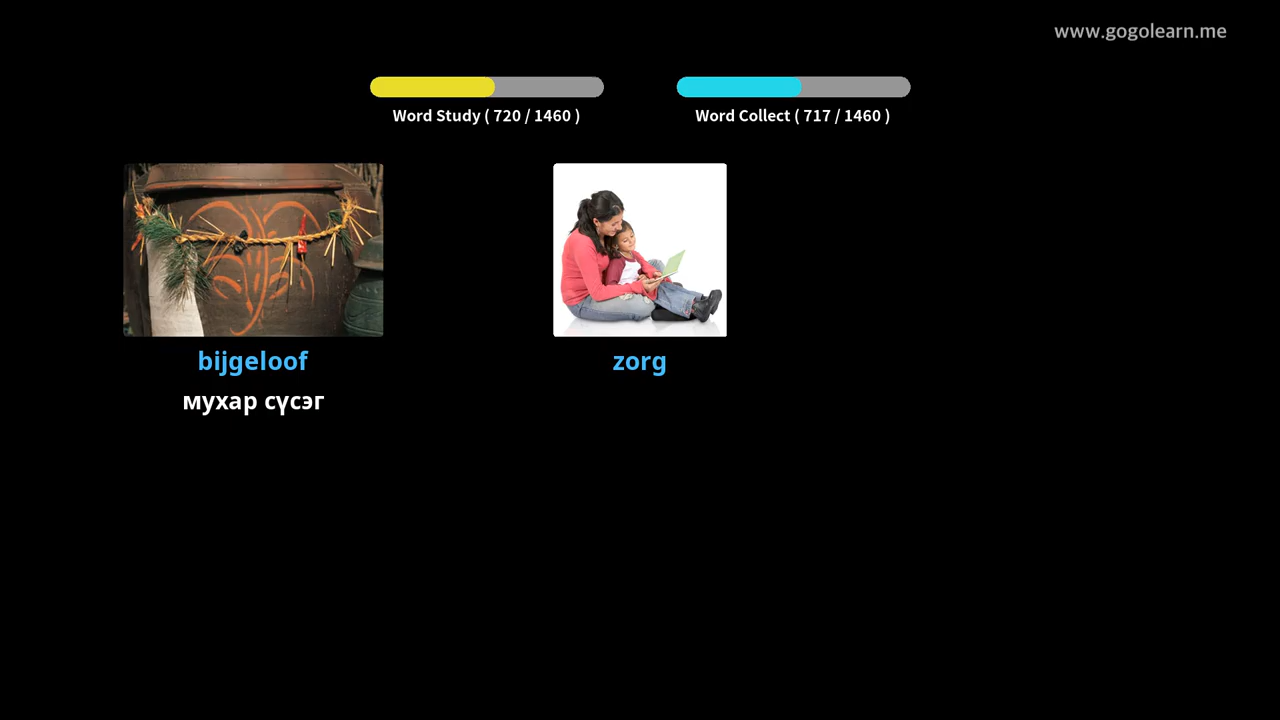 www.gogolearn.me
Word Study ( 720 / 1460 )
Word Collect ( 717 / 1460 )
bijgeloof
zorg
мухар сүсэг